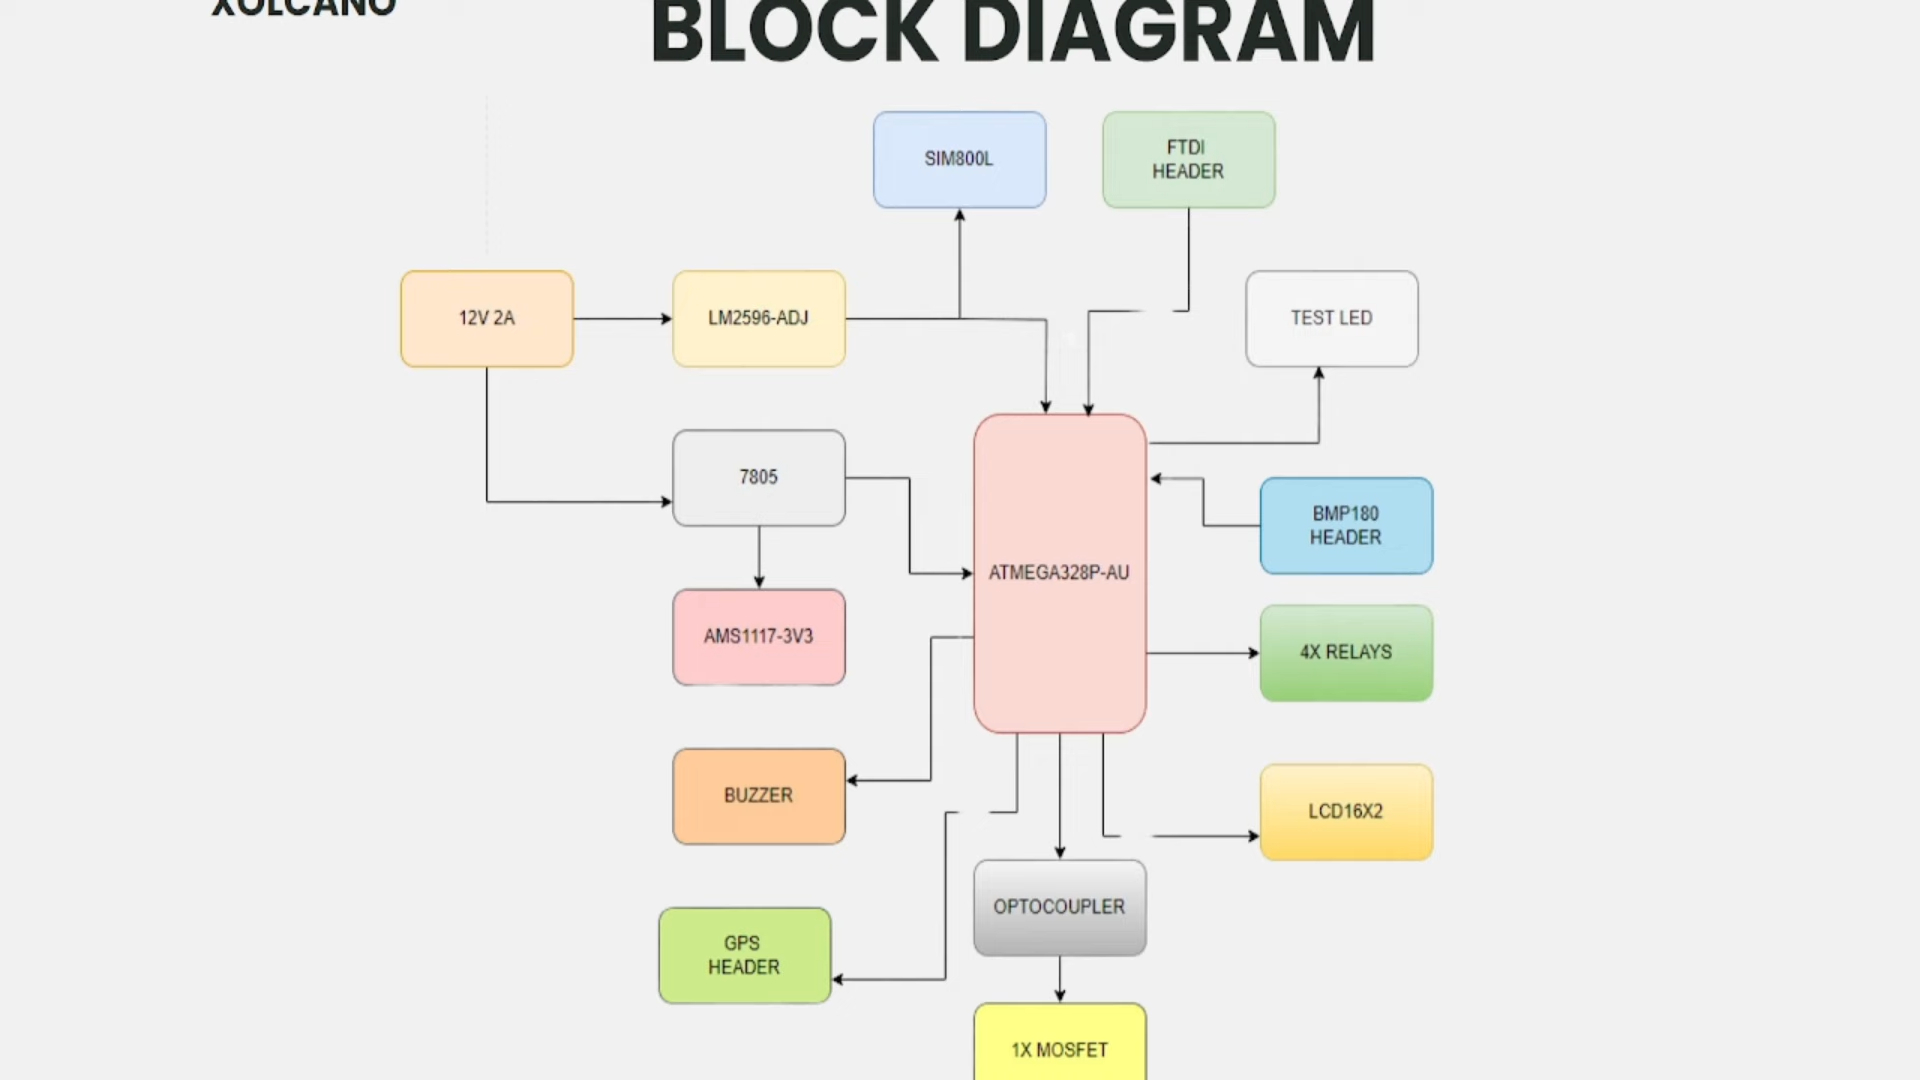 XOLCANO
BLOCK DIAGRAM
SIM800L
FTDI
HEADER
12V 2A
LM2596-ADJ
TEST LED
7805
BMP180
HEADER
ATMEGA328P-AU
AMS1117-3V3
4X RELAYS
BUZZER
LCD16X2
OPTOCOUPLER
GPS
HEADER
1X MOSFET